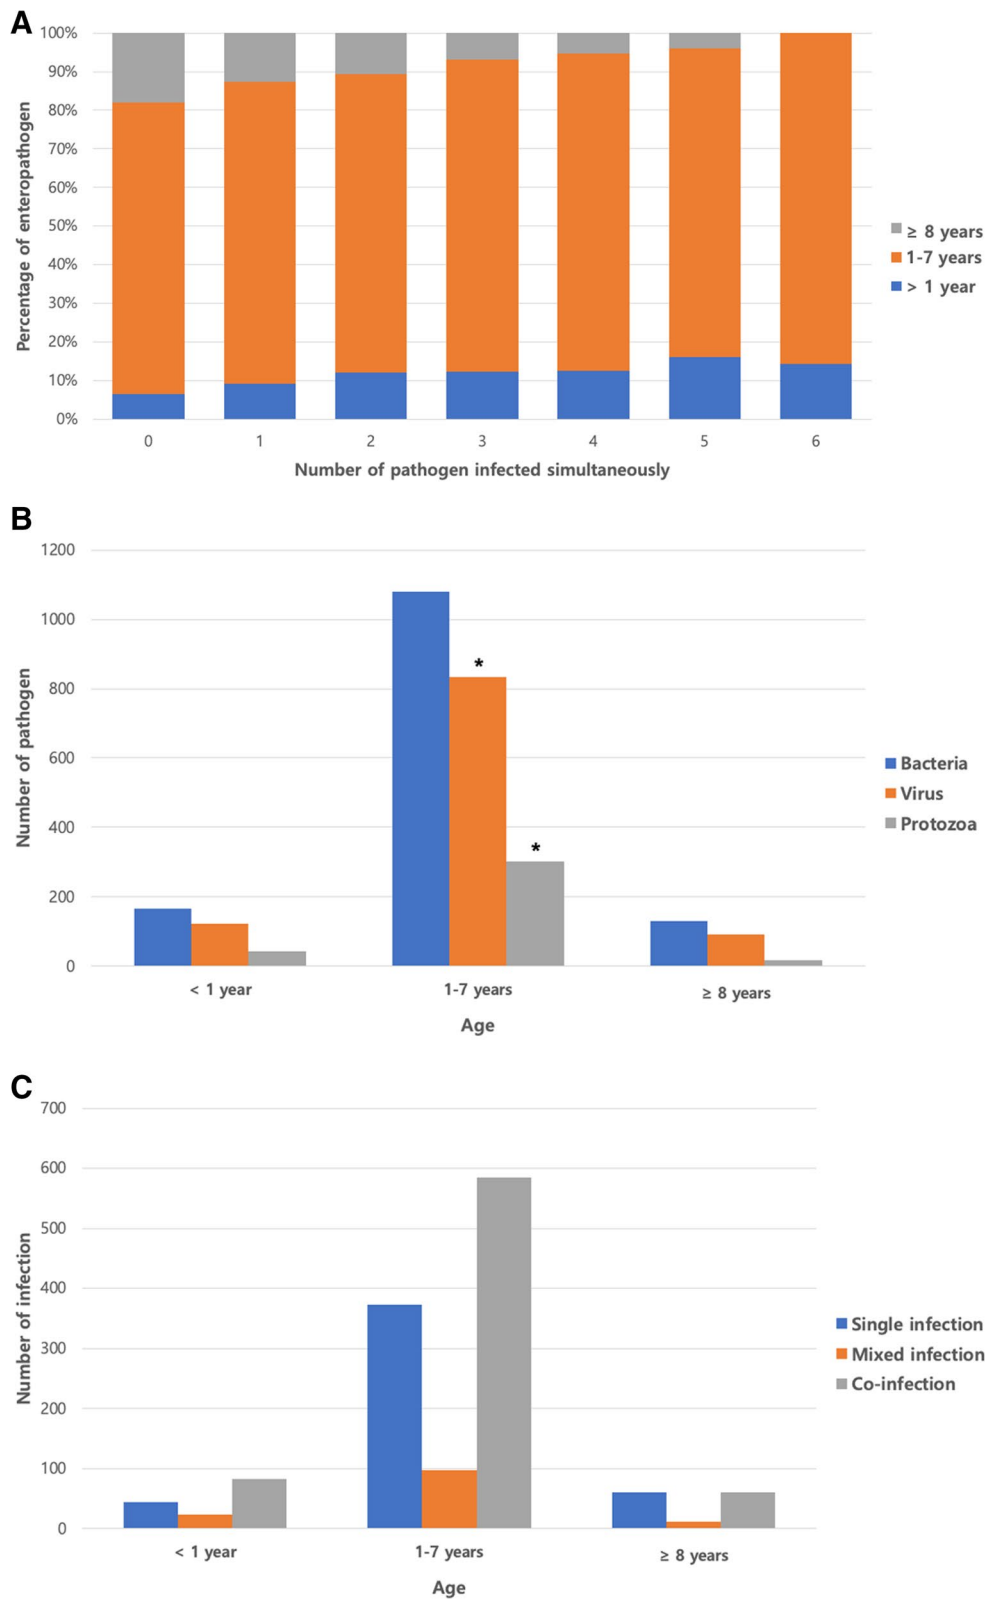 A
100%
90%
80%
70%
60%
50%
40%
30%
20%
10%
0%
Percentage of enteropathogen
0 1 2 3 4 5 6
Number of pathogen infected simultaneously
≥ 8 years
1-7 years
> 1 year
B
1200
1000
800
600
400
200
0
Number of pathogen
*
*
< 1 year 1-7 years ≥ 8 years
Age
Bacteria
Virus
Protozoa
C
700
600
500
400
300
200
100
0
Number of infection
< 1 year 1-7 years ≥ 8 years
Age
Single infection
Mixed infection
Co-infection